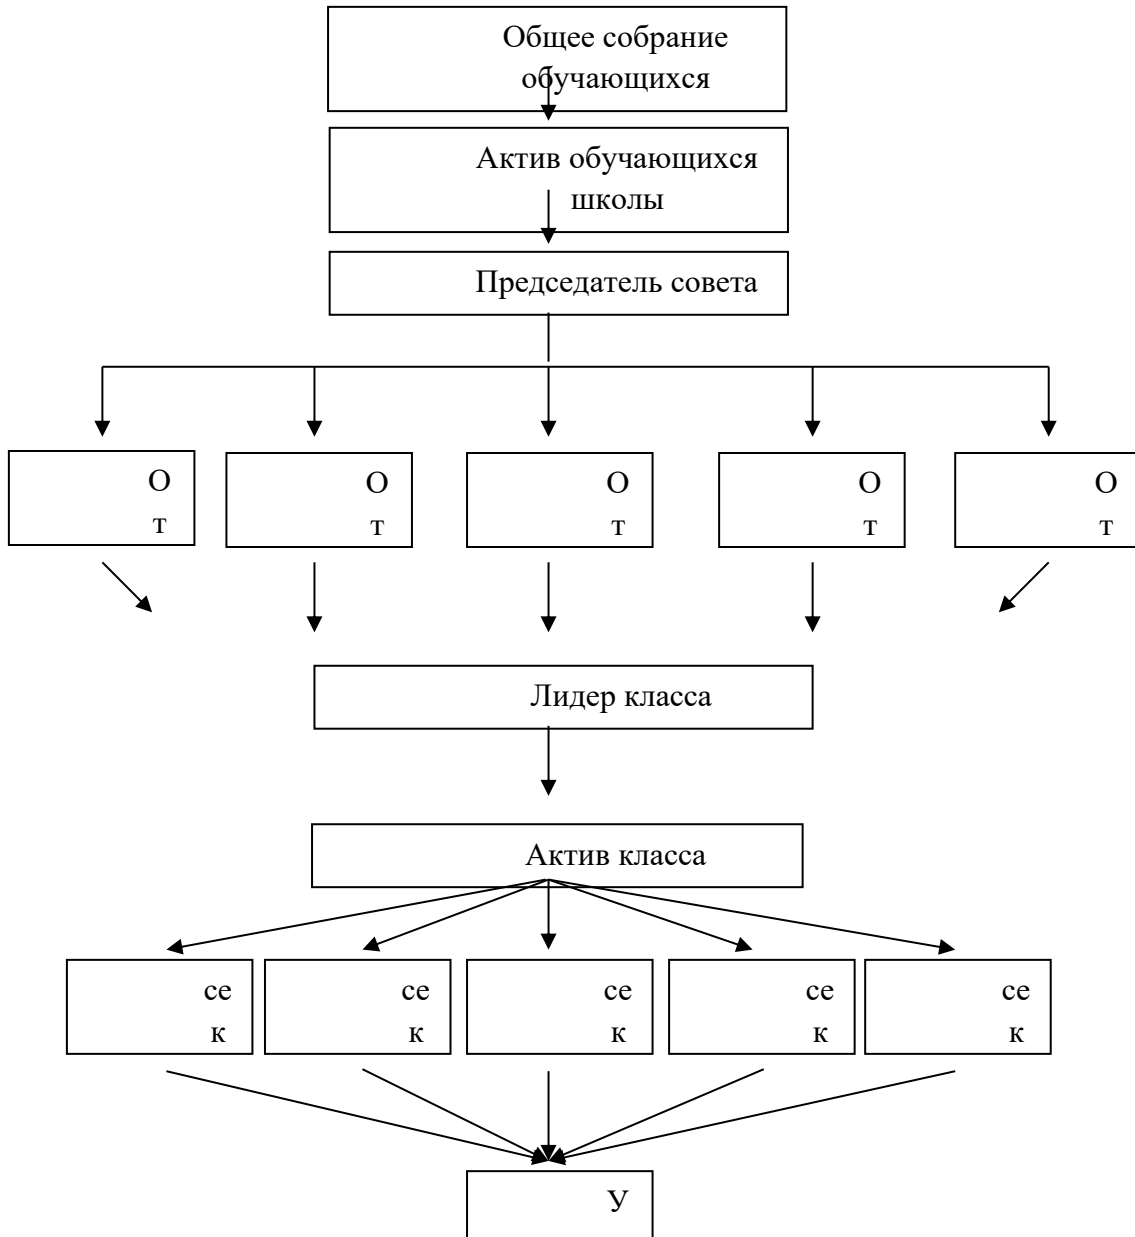 Общее собрание
обучающихся
Актив обучающихся
школы
Председатель совета
О
т
О
т
О
т
О
т
О
т
Лидер класса
Актив класса
се
к
се
к
се
к
се
к
се
к
У